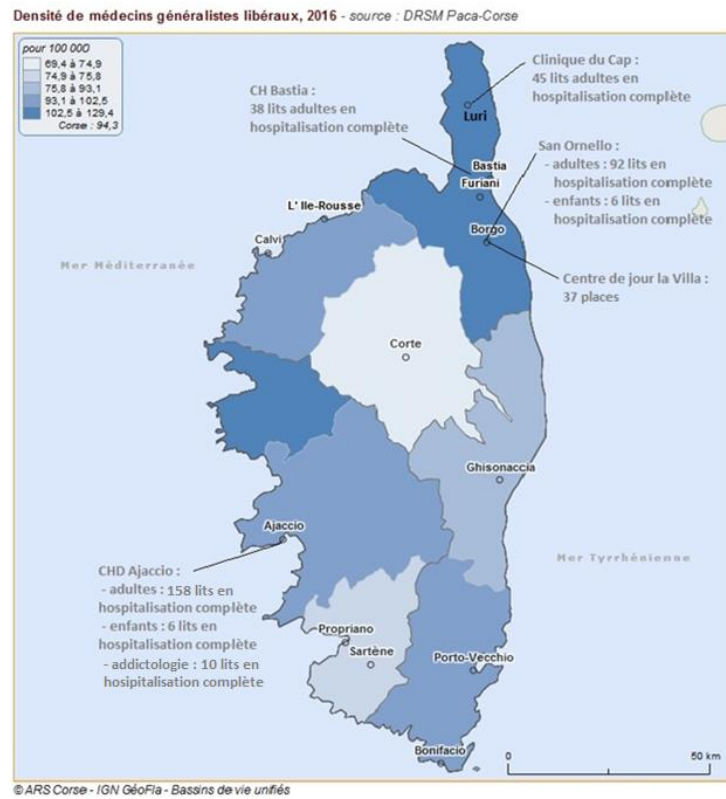 Densité de médecins généralistes libéraux, 2016 - source : DRSM Paca-Corse
pour 100 000
69,4 à 74,9
74,9 à 75,8
75,8 à 93,1
93,1 à 102,5
102,5 à 129,4
Corse : 94,3
Clinique du Cap :
45 lits adultes en
hospitalisation complète
CH Bastia :
38 lits adultes en
hospitalisation complète
Luri
San Ornello :
- adultes : 92 lits en
hospitalisation complète
- enfants : 6 lits en
hospitalisation complète
Bastia
Furiani
L' Ile-Rousse
Borgo
Calvi
Mer Méditerranée
Centre de jour la Villa :
37 places
Corte
Ghisonaccia
Ajaccio
Mer Tyrrhénienne
CHD Ajaccio :
- adultes : 158 lits en
hospitalisation complète
- enfants : 6 lits en
hospitalisation complète
- addictologie : 10 lits en
hosipitalisation complète
Propriano
Sartène
Porto-Vecchio
Bonifacio
0 50 km
© ARS Corse - IGN GéoFla - Bassins de vie unifiés